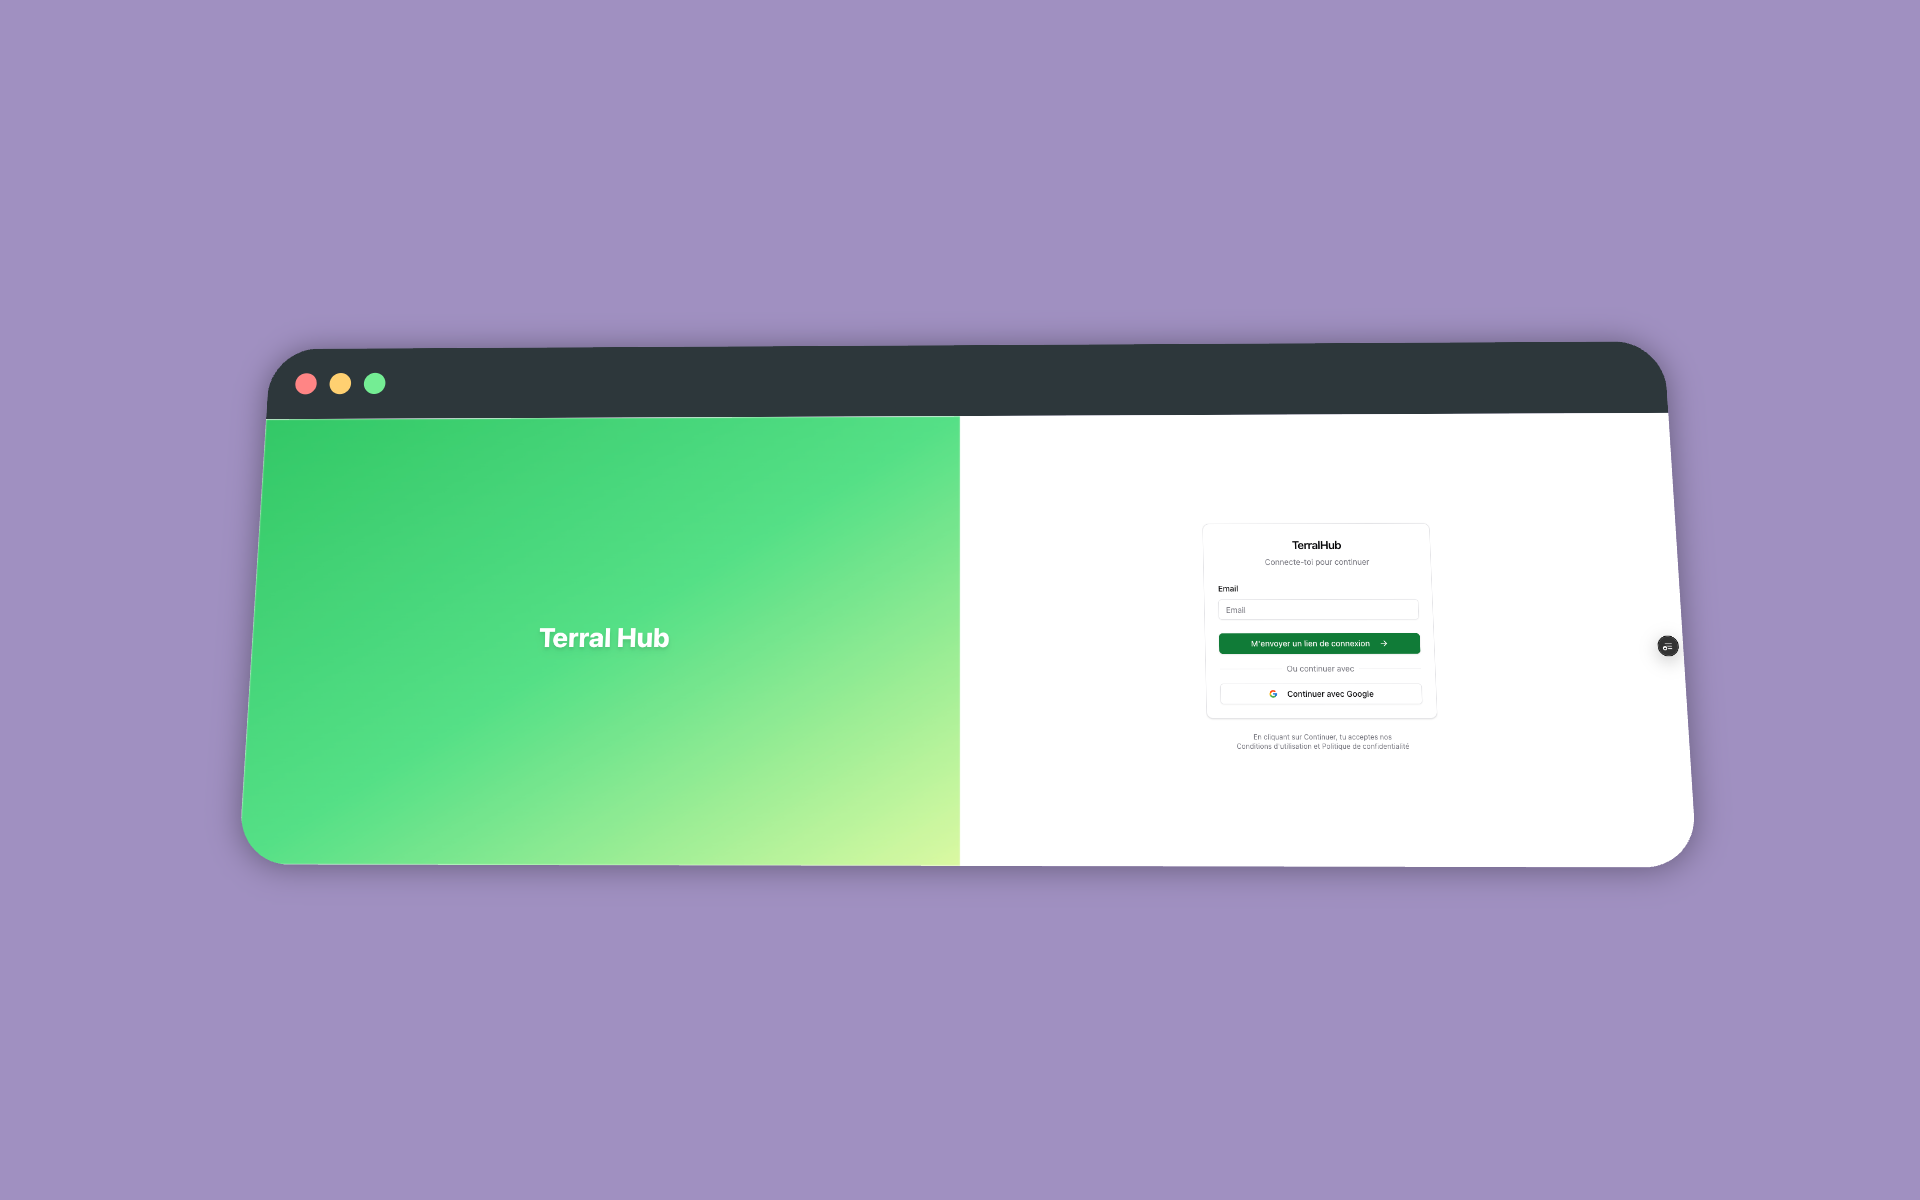 Terral Hub
TerralHub
Connecte-toi pour continuer
Email
Email
M'envoyer un lien de connexion
Ou continuer avec
Continuer avec Google
En cliquant sur Continuer, tu acceptes nos
Conditions d'utilisation et Politique de confidentialité